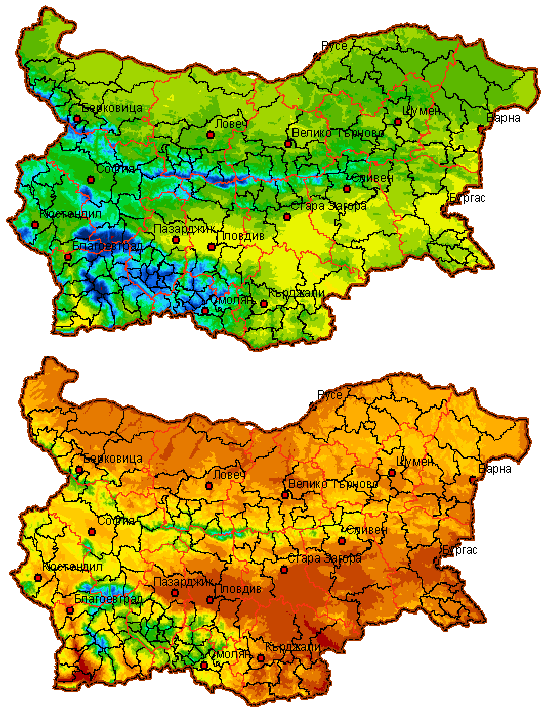 Русе
Берковица
Ловеч
Шумен
Варна
Велико Търново
София
Сливен
Бургас
Кюстендил
Стара Загора
Пазарджик
Пловдив
Благоевград
Смолян
Кърджали
Русе
Берковица
Ловеч
Шумен
Варна
Велико Търново
София
Сливен
Бургас
Кюстендил
Стара Загора
Пазарджик
Пловдив
Благоевград
Смолян
Кърджали